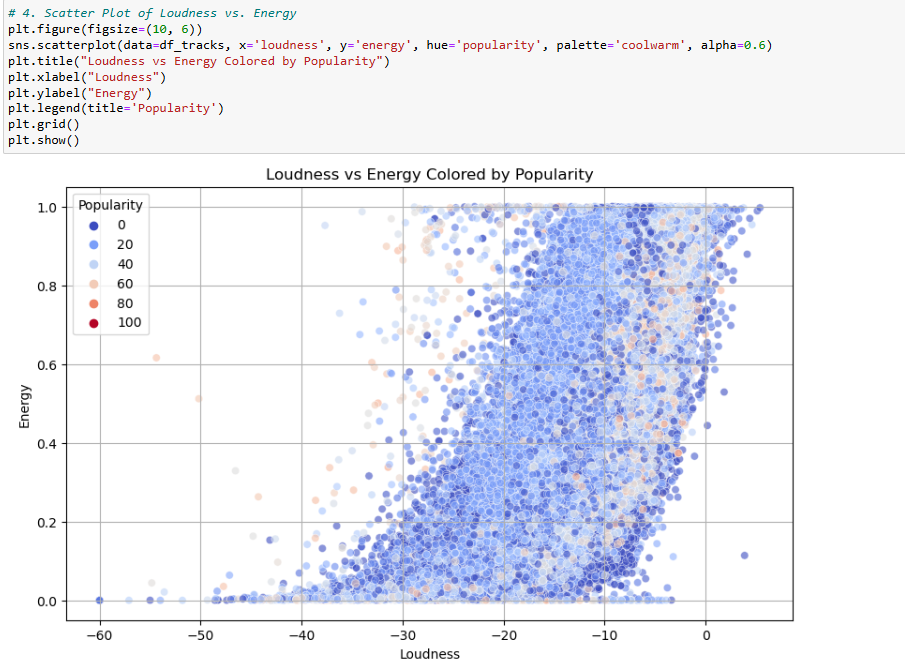 # 4. Scatter Plot of Loudness vs. Energy
plt.figure(figsize=(10, 6))
sns.scatterplot(data=df_tracks, x='loudness', y='energy', hue='popularity', palette='coolwarm', alpha=0.6)
plt.title("Loudness vs Energy Colored by Popularity")
plt.xlabel("Loudness")
plt.ylabel("Energy")
plt.legend(title='Popularity')
plt.grid()
plt.show()
Loudness vs Energy Colored by Popularity
Popularity
0
20
40
60
80
100
1.0
0.8
0.6
0.4
0.2
0.0
Energy
−60
−50
−40
−30
−20
−10
0
Loudness